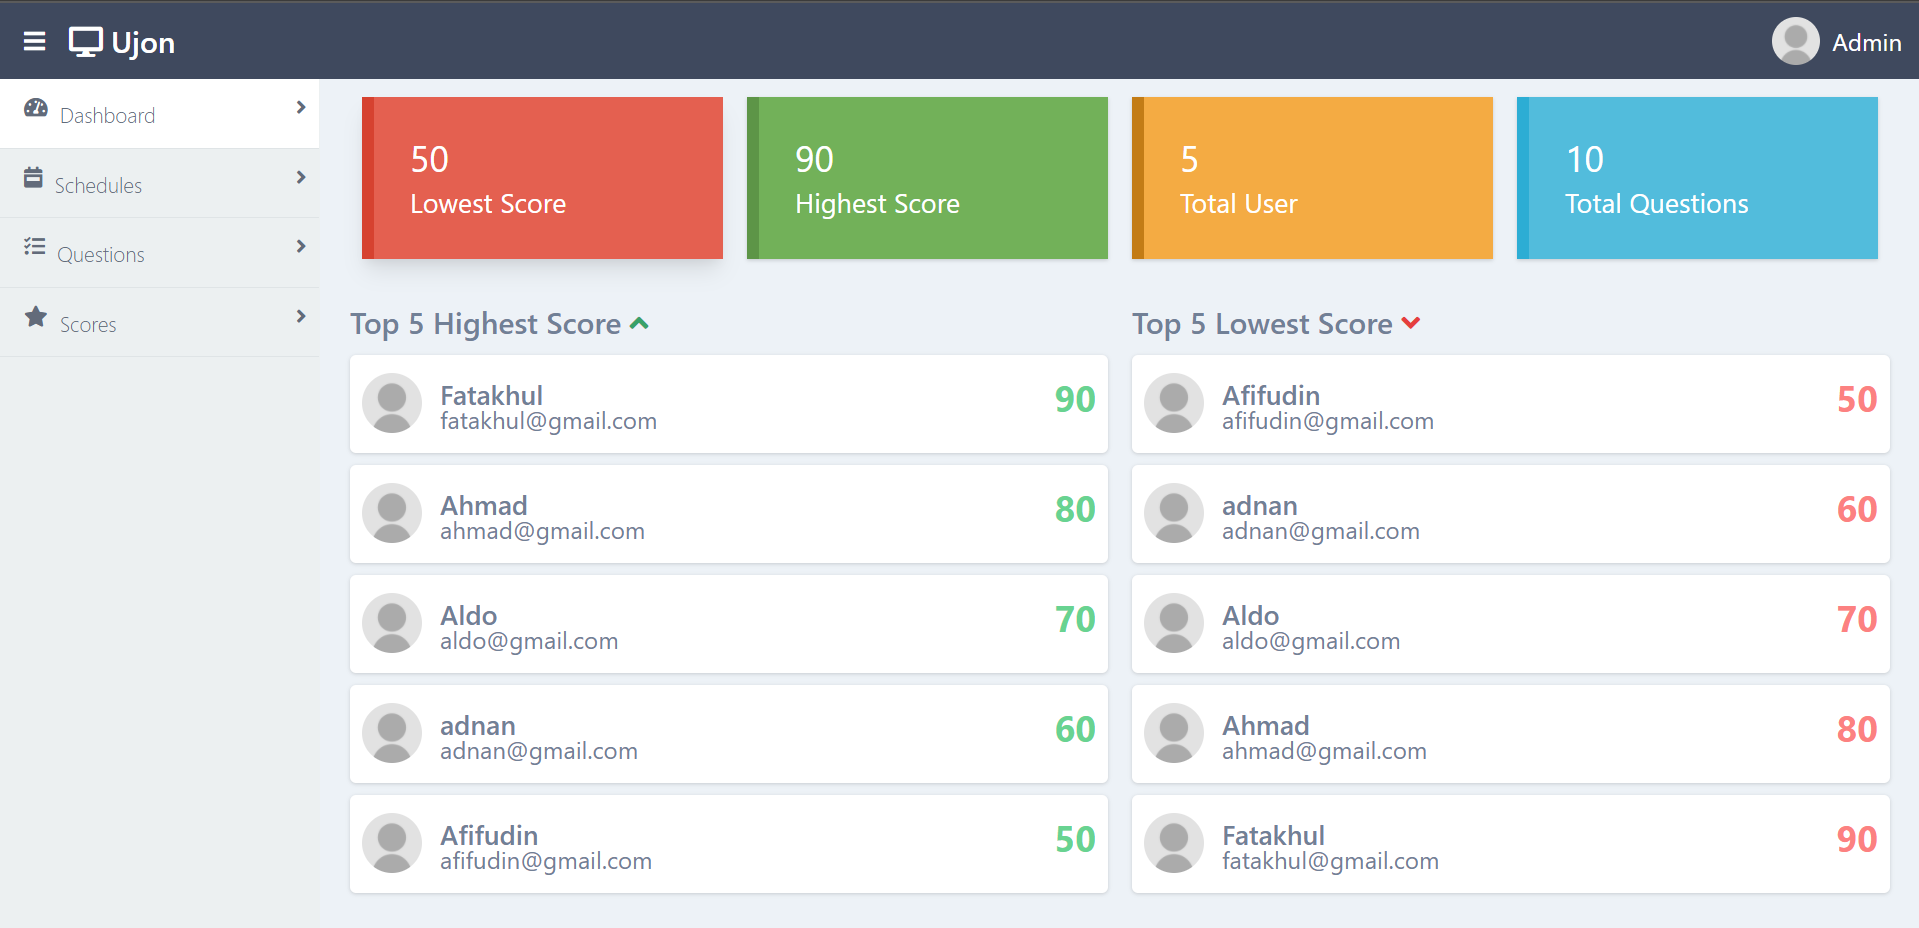 Ujon
Admin
Dashboard
Schedules
Questions
Scores
50
Lowest Score
90
Highest Score
5
Total User
10
Total Questions
Top 5 Highest Score
Fatakhul
fatakhul@gmail.com
90
Ahmad
ahmad@gmail.com
80
Aldo
aldo@gmail.com
70
adnan
adnan@gmail.com
60
Afifudin
afifudin@gmail.com
50
Top 5 Lowest Score
Afifudin
afifudin@gmail.com
50
adnan
adnan@gmail.com
60
Aldo
aldo@gmail.com
70
Ahmad
ahmad@gmail.com
80
Fatakhul
fatakhul@gmail.com
90